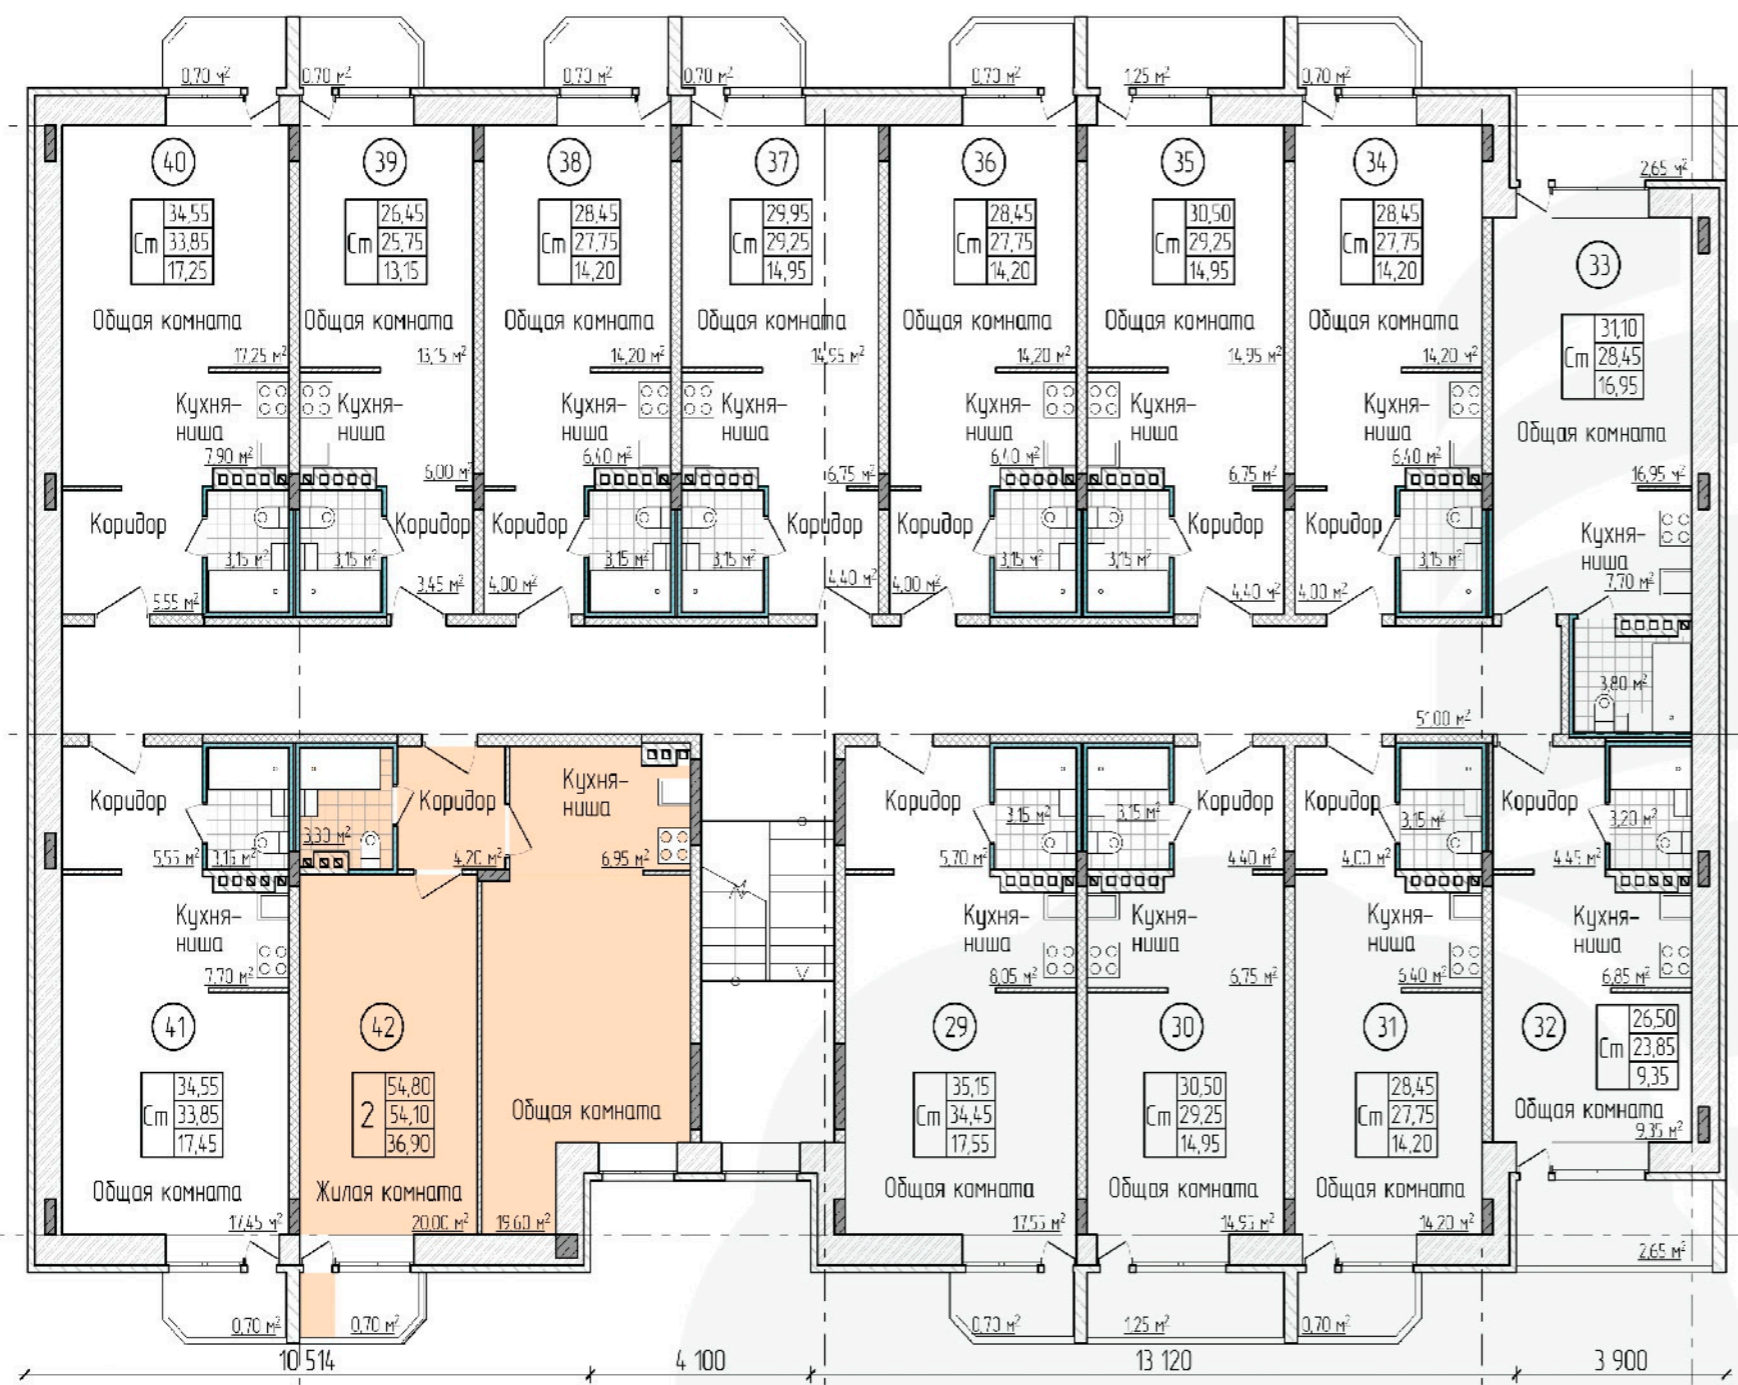 0,70 м² 0,70 м² 0,70 м² 0,70 м² 0,70 м² 1,25 м² 0,70 м²
2,65 м²
40 39 38 37 36 35 34
34,55 26,45 28,45 29,95 28,45 30,50 28,45
Ст 33,85 Ст 25,75 Ст 27,75 Ст 29,25 Ст 27,75 Ст 29,25 Ст 27,75
17,25 13,15 14,20 14,95 14,20 14,95 14,20
33
31,10
Ст 28,45
16,95
Общая комната Общая комната Общая комната Общая комната Общая комната Общая комната Общая комната
17,25 м² 13,15 м² 14,20 м² 14,95 м² 14,20 м² 14,95 м² 14,20 м²
Кухня- Кухня- Кухня- Кухня- Кухня- Кухня- Кухня-
ниша ниша ниша ниша ниша ниша ниша
Общая комната
7,90 м² 6,00 м² 6,40 м² 6,75 м² 6,40 м² 6,75 м² 6,40 м²
16,95 м²
Коридор Коридор Коридор Коридор Коридор Коридор Коридор
Кухня-
ниша
7,70 м²
3,15 м² 3,15 м² 3,15 м² 3,15 м² 3,15 м² 3,15 м² 3,15 м²
5,55 м² 3,45 м² 4,00 м² 4,40 м² 4,00 м² 4,40 м² 4,00 м²
3,80 м²
51,00 м²
Коридор Коридор Кухня-
ниша
Коридор Коридор Коридор Коридор
3,30 м² 3,15 м² 3,15 м² 3,15 м² 3,20 м²
5,55 м² 3,15 м² 4,20 м² 6,95 м² 5,70 м² 4,40 м² 4,00 м² 4,45 м²
Кухня- Кухня- Кухня- Кухня- Кухня-
ниша ниша ниша ниша ниша
7,70 м² 8,05 м² 6,75 м² 6,40 м² 6,85 м²
41 42 29 30 31 32
26,50
Ст 23,85
9,35
34,55 54,80 35,15 30,50 28,45
Ст 33,85 2 54,10 Ст 34,45 Ст 29,25 Ст 27,75
17,45 36,90 17,55 14,95 14,20
Общая комната Общая комната
9,35 м²
Общая комната Жилая комната Общая комната Общая комната Общая комната
17,45 м² 20,00 м² 19,60 м² 17,55 м² 14,95 м² 14,20 м²
2,65 м²
0,70 м² 0,70 м² 0,70 м² 1,25 м² 0,70 м²
10 514 4 100 13 120 3 900